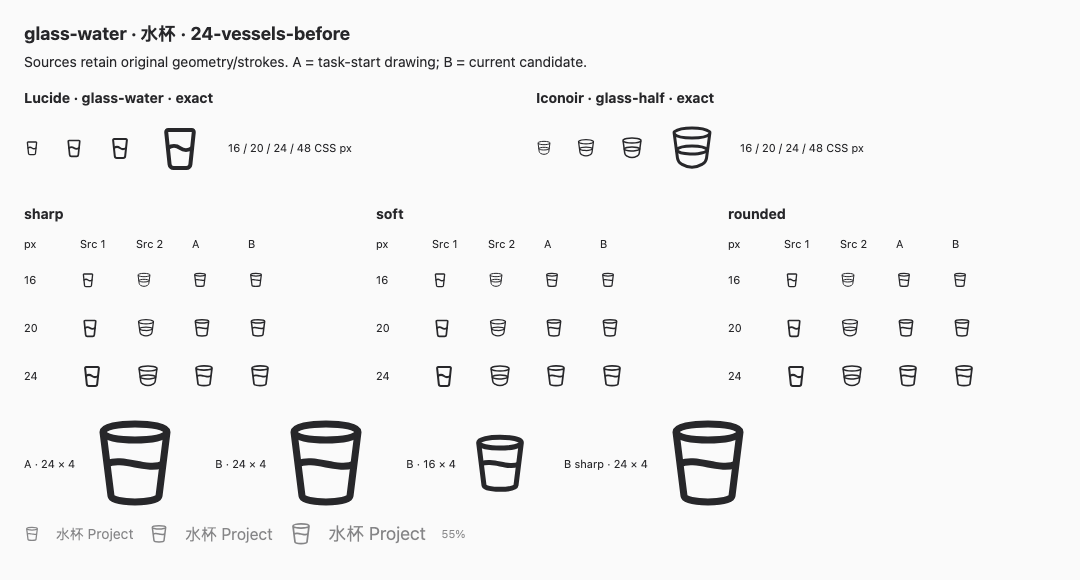 glass-water · 水杯 · 24-vessels-before
Sources retain original geometry/strokes. A = task-start drawing; B = current candidate.
Lucide · glass-water · exact
Iconoir · glass-half · exact
16 / 20 / 24 / 48 CSS px
16 / 20 / 24 / 48 CSS px
sharp
soft
rounded
px Src 1 Src 2 A B
px Src 1 Src 2 A B
px Src 1 Src 2 A B
16
16
16
20
20
20
24
24
24
A · 24 × 4
B · 24 × 4
B · 16 × 4
B sharp · 24 × 4
水杯 Project
水杯 Project
水杯 Project
55%